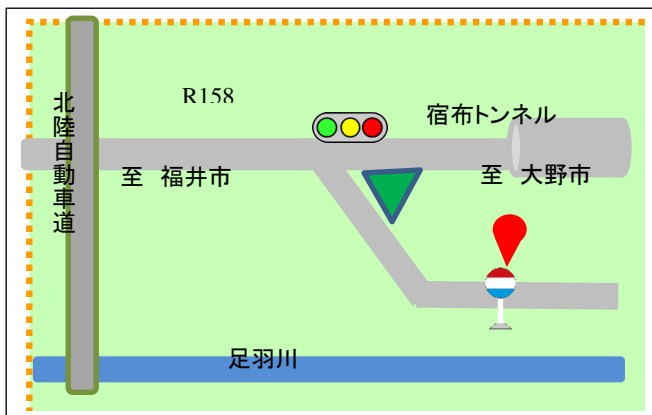 R158
北陸自動車道
宿布トンネル
至　福井市
至　大野市
足羽川